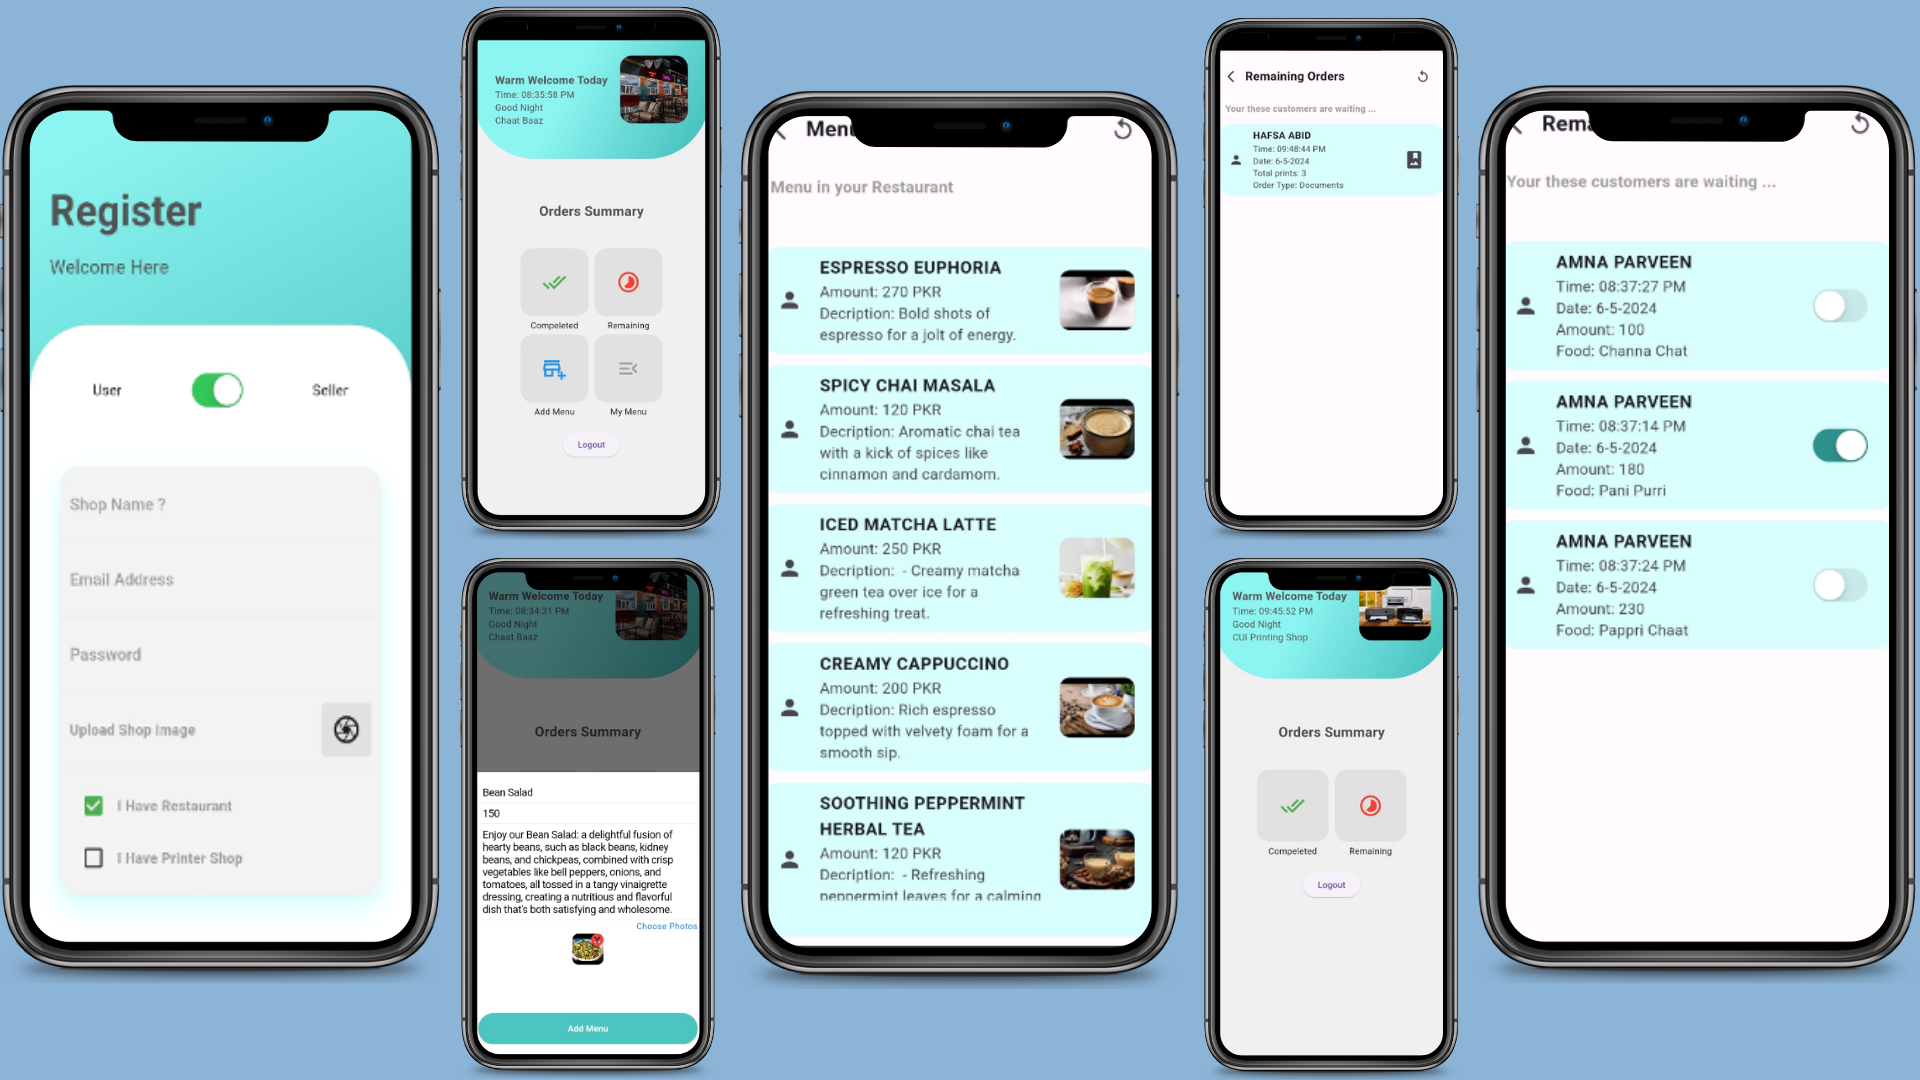 Register
Welcome Here
User
Seller
Shop Name ?
Email Address
Password
Upload Shop Image
I Have Restaurant
I Have Printer Shop
Warm Welcome Today
Time: 08:35:58 PM
Good Night
Chaat Baaz
Orders Summary
Compeleted
Remaining
Add Menu
My Menu
Logout
Warm Welcome Today
Time: 08:34:31 PM
Good Night
Chaat Baaz
Orders Summary
Bean Salad
150
Enjoy our Bean Salad: a delightful fusion of
hearty beans, such as black beans, kidney
beans, and chickpeas, combined with crisp
vegetables like bell peppers, onions, and
tomatoes, all tossed in a tangy vinaigrette
dressing, creating a nutritious and flavorful
dish that's both satisfying and wholesome.
Choose Photos
Add Menu
Menu
Menu in your Restaurant
ESPRESSO EUPHORIA
Amount: 270 PKR
Decription: Bold shots of
espresso for a jolt of energy.
SPICY CHAI MASALA
Amount: 120 PKR
Decription: Aromatic chai tea
with a kick of spices like
cinnamon and cardamom.
ICED MATCHA LATTE
Amount: 250 PKR
Decription:  - Creamy matcha
green tea over ice for a
refreshing treat.
CREAMY CAPPUCCINO
Amount: 200 PKR
Decription: Rich espresso
topped with velvety foam for a
smooth sip.
SOOTHING PEPPERMINT
HERBAL TEA
Amount: 120 PKR
Decription:  - Refreshing
peppermint leaves for a calming
Remaining Orders
Your these customers are waiting ...
HAFSA ABID
Time: 09:48:44 PM
Date: 6-5-2024
Total prints: 3
Order Type: Documents
Warm Welcome Today
Time: 09:45:52 PM
Good Night
CUI Printing Shop
Orders Summary
Compeleted
Remaining
Logout
Rema
Your these customers are waiting ...
AMNA PARVEEN
Time: 08:37:27 PM
Date: 6-5-2024
Amount: 100
Food: Channa Chat
AMNA PARVEEN
Time: 08:37:14 PM
Date: 6-5-2024
Amount: 180
Food: Pani Purri
AMNA PARVEEN
Time: 08:37:24 PM
Date: 6-5-2024
Amount: 230
Food: Pappri Chaat